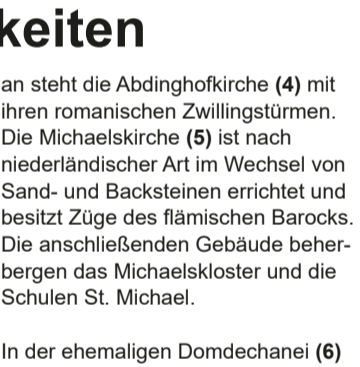 keiten
an steht die Abdinghofkirche (4) mit
ihren romanischen Zwillingstürmen.
Die Michaelskirche (5) ist nach
niederländischer Art im Wechsel von
Sand- und Backsteinen errichtet und
besitzt Züge des flämischen Barocks.
Die anschließenden Gebäude beher-
bergen das Michaelskloster und die
Schulen St. Michael.
In der ehemaligen Domdechanei (6)